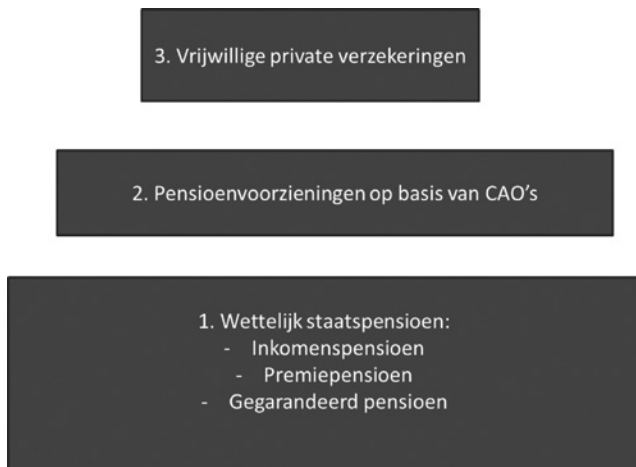 3. Vrijwillige private verzekeringen
2. Pensioenvoorzieningen op basis van CAO's
1. Wettelijk staatspensioen:
- Inkomenspensioen
- Premiepensioen
- Gegarandeerd pensioen